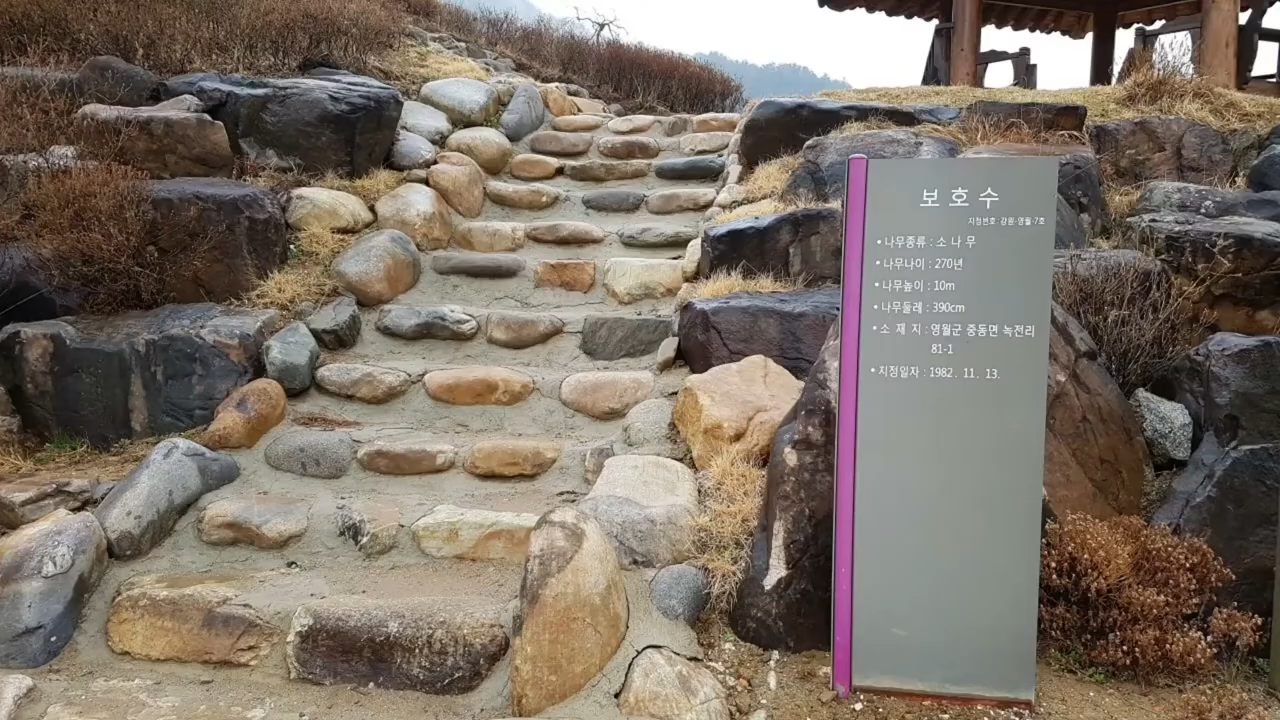 보호수
지정번호: 강원-영월-7호
• 나무종류 : 소 나 무
• 나무나이 : 270년
• 나무높이 : 10m
• 나무둘레 : 390cm
• 소 재 지 : 영월군 중동면 녹전리
81-1
• 지정일자 : 1982. 11. 13.